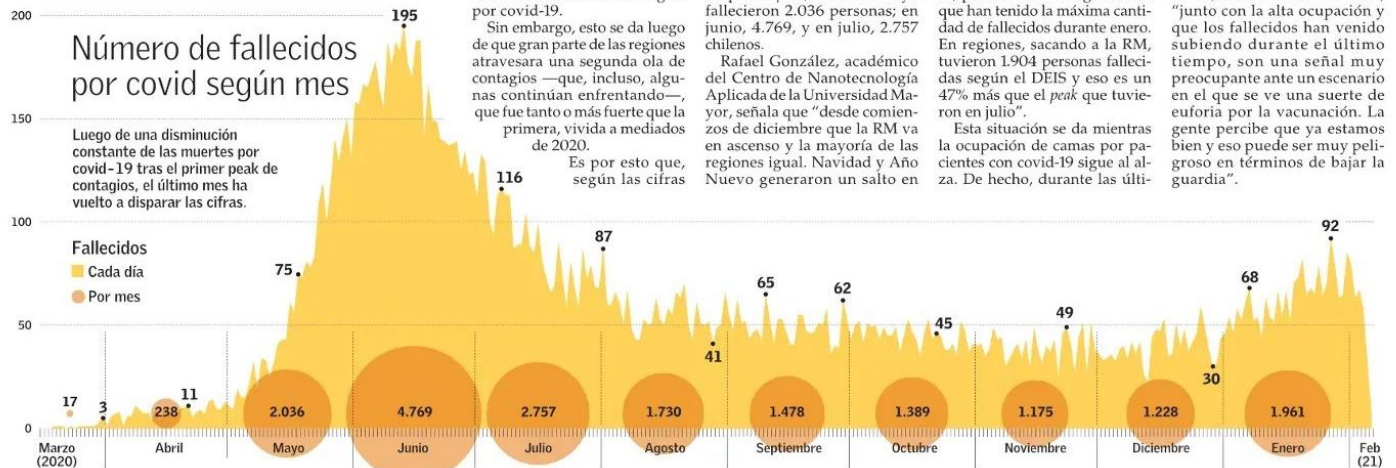 Número de fallecidos
por covid según mes
Luego de una disminución
constante de las muertes por
covid-19 tras el primer peak de
contagios, el último mes ha
vuelto a disparar las cifras.
Fallecidos
Cada día
Por mes
200
150
100
50
0
17
3
11
75
195
116
87
41
65
62
45
49
30
68
92
238
2.036
4.769
2.757
1.730
1.478
1.389
1.175
1.228
1.961
Marzo
(2020)
Abril
Mayo
Junio
Julio
Agosto
Septiembre
Octubre
Noviembre
Diciembre
Enero
Feb
(21)
por covid-19.
Sin embargo, esto se da luego
de que gran parte de las regiones
atravesara una segunda ola de
contagios —que, incluso, algu-
nas continúan enfrentando—,
que fue tanto o más fuerte que la
primera, vivida a mediados
de 2020.
Es por esto que,
según las cifras
fallecieron 2.036 personas; en
junio, 4.769, y en julio, 2.757
chilenos.
Rafael González, académico
del Centro de Nanotecnología
Aplicada de la Universidad Ma-
yor, señala que “desde comien-
zos de diciembre que la RM va
en ascenso y la mayoría de las
regiones igual. Navidad y Año
Nuevo generaron un salto en
que han tenido la máxima canti-
dad de fallecidos durante enero.
En regiones, sacando a la RM,
tuvieron 1.904 personas falleci-
das según el DEIS y eso es un
47% más que el peak que tuvie-
ron en julio”.
Esta situación se da mientras
la ocupación de camas por pa-
cientes con covid-19 sigue al al-
za. De hecho, durante las últi-
“junto con la alta ocupación y
que los fallecidos han venido
subiendo durante el último
tiempo, son una señal muy
preocupante ante un escenario
en el que se ve una suerte de
euforia por la vacunación. La
gente percibe que ya estamos
bien y eso puede ser muy peli-
groso en términos de bajar la
guardia”.